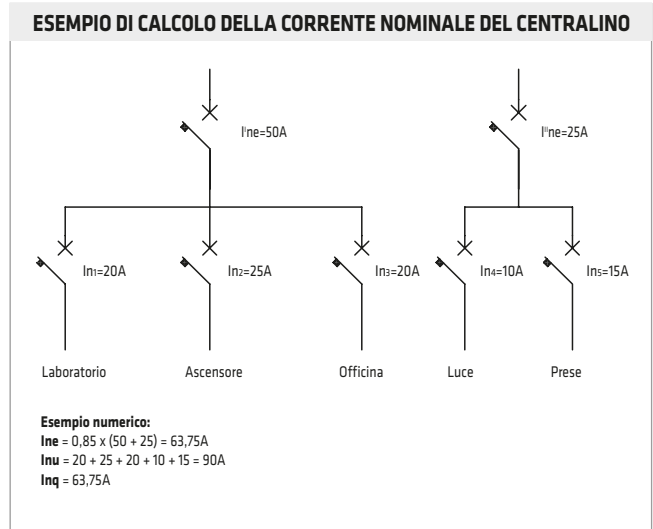 ESEMPIO DI CALCOLO DELLA CORRENTE NOMINALE DEL CENTRALINO
I'ne=50A
I"ne=25A
In1=20A
In2=25A
In3=20A
In4=10A
In5=15A
Laboratorio
Ascensore
Officina
Luce
Prese
Esempio numerico:
Ine = 0,85 x (50 + 25) = 63,75A
Inu = 20 + 25 + 20 + 10 + 15 = 90A
Inq = 63,75A